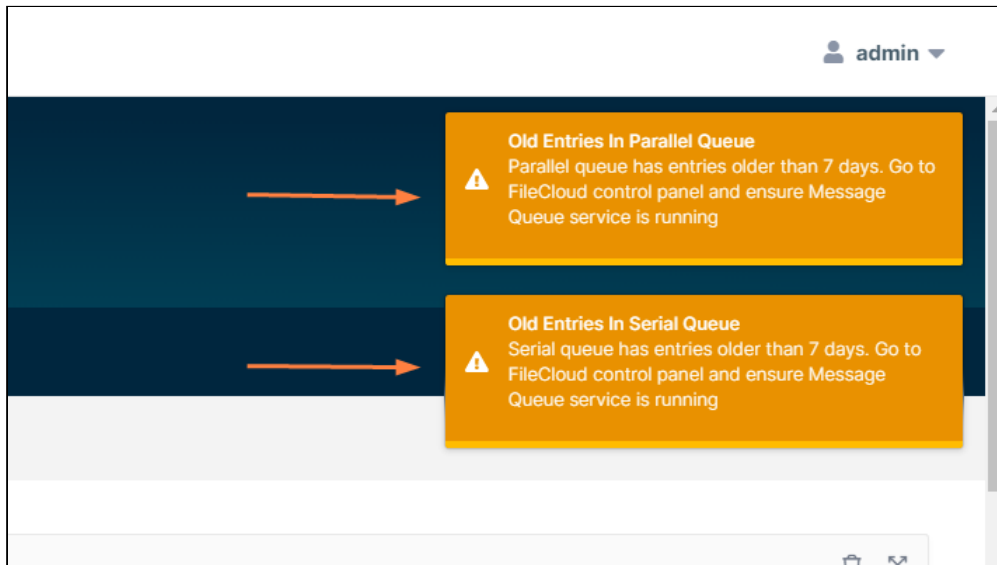 admin
Old Entries In Parallel Queue
Parallel queue has entries older than 7 days. Go to
FileCloud control panel and ensure Message
Queue service is running
Old Entries In Serial Queue
Serial queue has entries older than 7 days. Go to
FileCloud control panel and ensure Message
Queue service is running